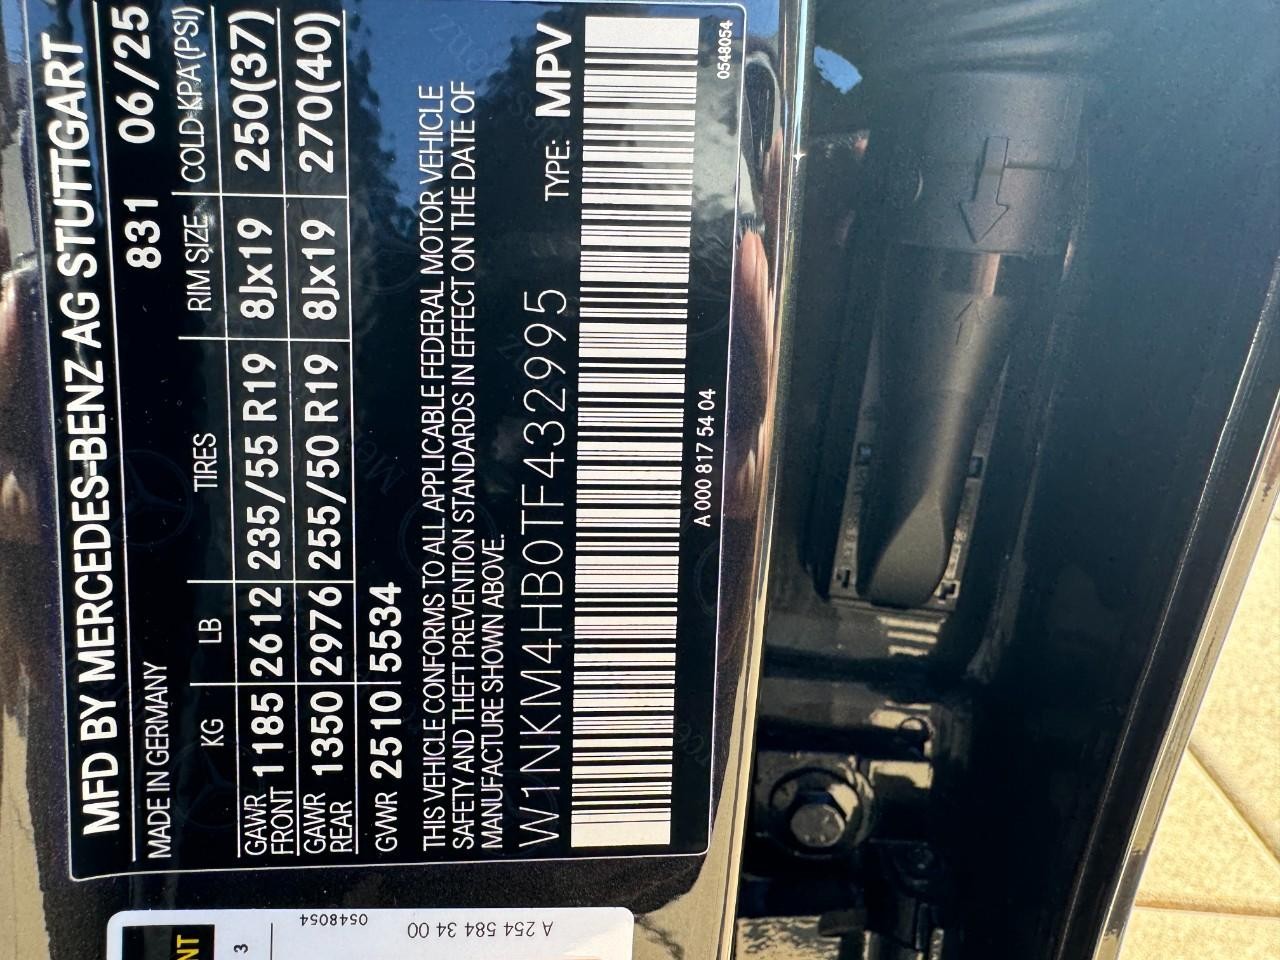 MFD BY MERCEDES-BENZ AG STUTTGART
MADE IN GERMANY 831 06/25
KG LB TIRES RIM SIZE COLD KPA (PSI)
GAWR FRONT 1185 2612 235/55 R19 8Jx19 250(37)
GAWR REAR 1350 2976 255/50 R19 8Jx19 270(40)
GVWR 2510 5534
THIS VEHICLE CONFORMS TO ALL APPLICABLE FEDERAL MOTOR VEHICLE
SAFETY AND THEFT PREVENTION STANDARDS IN EFFECT ON THE DATE OF
MANUFACTURE SHOWN ABOVE.
W1NKM4HB0TF432995 TYPE: MPV
A 000 817 54 04 0548054
A 254 584 34 00
0548054
3